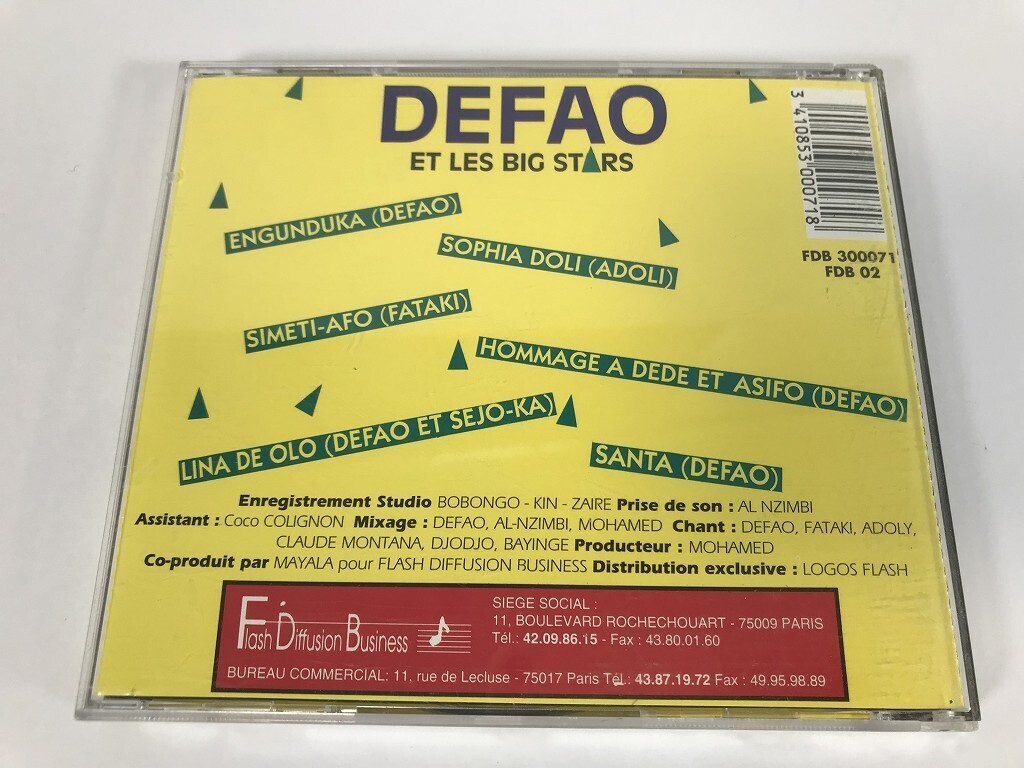 DEFAO
ET LES BIG STARS
3 410853 000718
FDB 300071
FDB 02
ENGUNDUKA (DEFAO)
SOPHIA DOLI (ADOLI)
SIMETI-AFO (FATAKI)
HOMMAGE A DEDE ET ASIFO (DEFAO)
LINA DE OLO (DEFAO ET SEJO-KA)
SANTA (DEFAO)
Enregistrement Studio BOBONGO - KIN - ZAIRE Prise de son : AL NZIMBI
Assistant : Coco COLIGNON Mixage : DEFAO, AL-NZIMBI, MOHAMED Chant : DEFAO, FATAKI, ADOLY,
CLAUDE MONTANA, DJODJO, BAYINGE Producteur : MOHAMED
Co-produit par MAYALA pour FLASH DIFFUSION BUSINESS Distribution exclusive : LOGOS FLASH
Flash Diffusion Business
SIEGE SOCIAL :
11, BOULEVARD ROCHECHOUART - 75009 PARIS
Tél.: 42.09.86.15 - Fax : 43.80.01.60
BUREAU COMMERCIAL: 11, rue de Lecluse - 75017 Paris Tél.: 43.87.19.72 Fax : 49.95.98.89